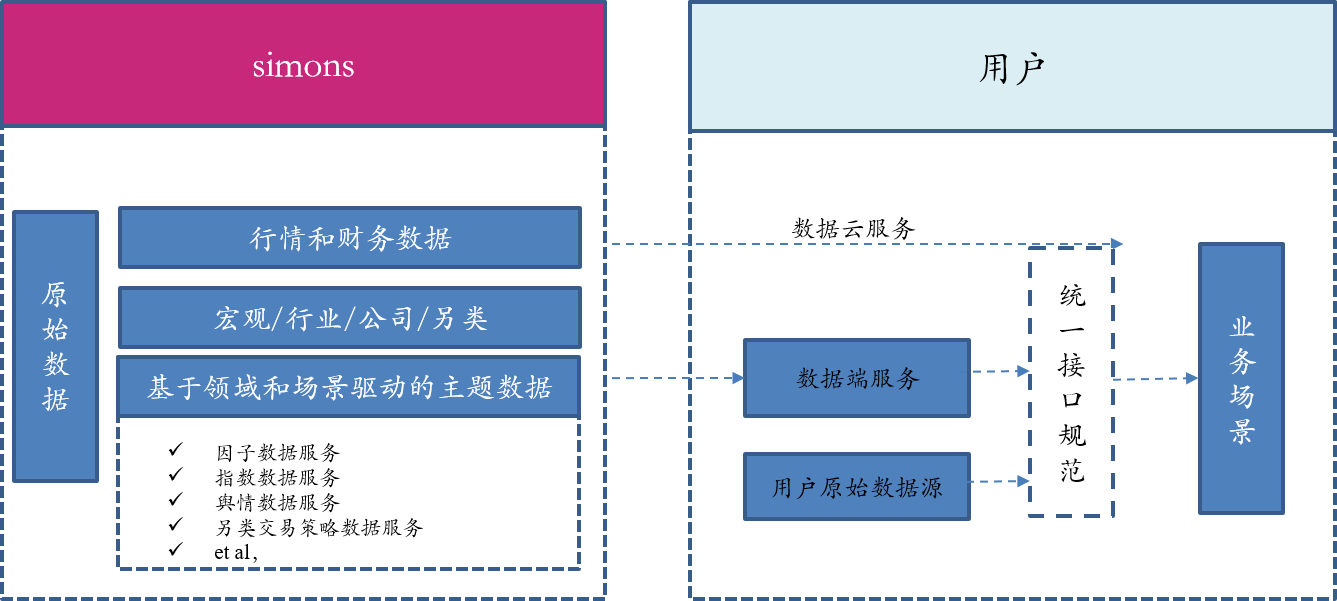 simons
用户
原始数据
行情和财务数据
宏观/行业/公司/另类
基于领域和场景驱动的主题数据
因子数据服务
指数数据服务
舆情数据服务
另类交易策略数据服务
et al,
数据云服务
数据端服务
用户原始数据源
统一接口规范
业务场景